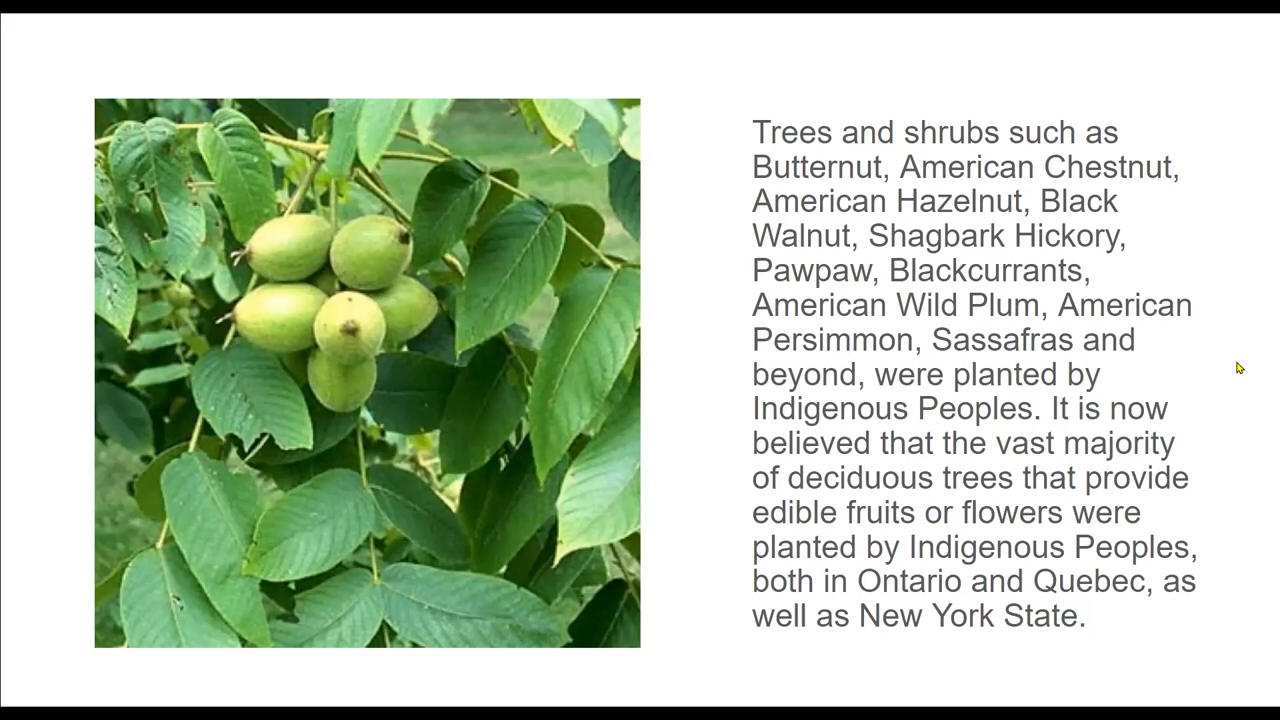 Trees and shrubs such as
Butternut, American Chestnut,
American Hazelnut, Black
Walnut, Shagbark Hickory,
Pawpaw, Blackcurrants,
American Wild Plum, American
Persimmon, Sassafras and
beyond, were planted by
Indigenous Peoples. It is now
believed that the vast majority
of deciduous trees that provide
edible fruits or flowers were
planted by Indigenous Peoples,
both in Ontario and Quebec, as
well as New York State.